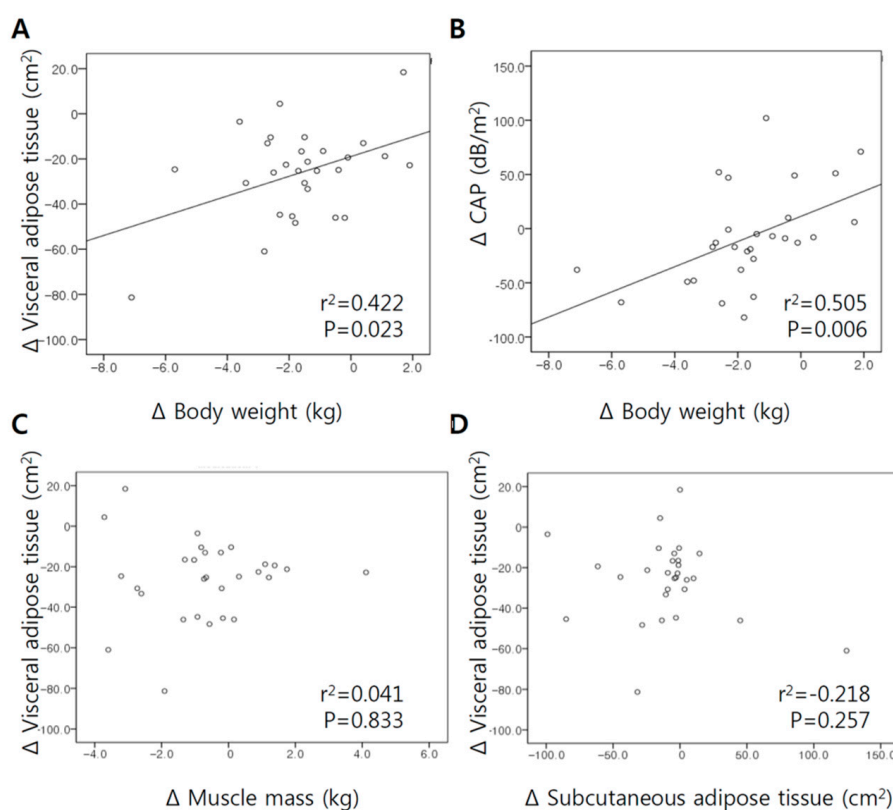 A
Δ Visceral adipose tissue (cm²)
20.0
0
-20.0
-40.0
-60.0
-80.0
-100.0
r²=0.422
P=0.023
-8.0 -6.0 -4.0 -2.0 0.0 2.0
Δ Body weight (kg)
B
Δ CAP (dB/m²)
150.0
100.0
50.0
0
-50.0
-100.0
r²=0.505
P=0.006
-8.0 -6.0 -4.0 -2.0 0.0 2.0
Δ Body weight (kg)
C
Δ Visceral adipose tissue (cm²)
20.0
0
-20.0
-40.0
-60.0
-80.0
-100.0
r²=0.041
P=0.833
-4.0 -2.0 0 2.0 4.0 6.0
Δ Muscle mass (kg)
D
Δ Visceral adipose tissue (cm²)
20.0
0
-20.0
-40.0
-60.0
-80.0
-100.0
r²=-0.218
P=0.257
-100.0 -50.0 0 50.0 100.0 150.0
Δ Subcutaneous adipose tissue (cm²)